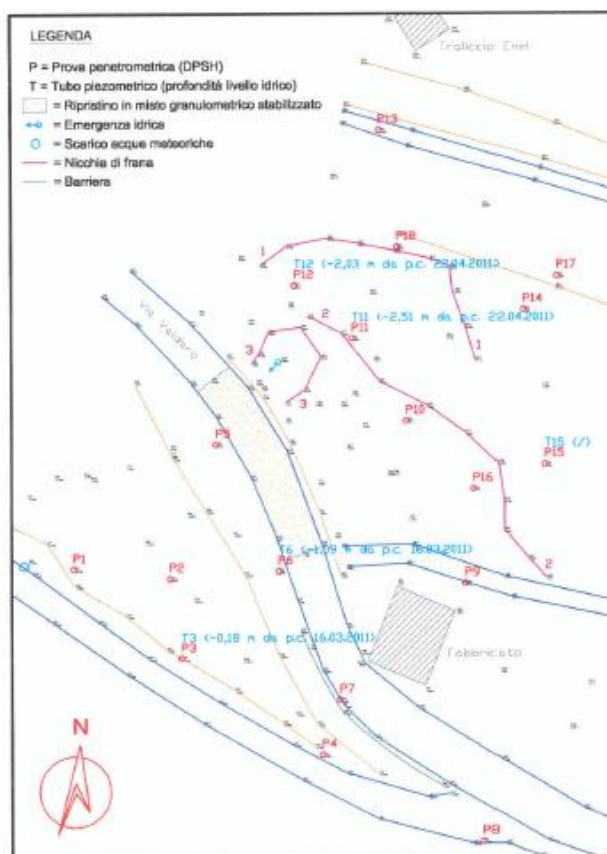 LEGENDA
P = Prova penetrometrica (DPSH)
T = Tubo piezometrico (profondità livello idrico)
= Ripristino in misto granulometrico stabilizzato
= Emergenza idrica
= Scarico acque meteoriche
= Nicchia di frana
= Barriera
Traliccio Enel
P13
P18
1
T12 (-2,03 m da p.c. 22.04.2011)
P17
P12
P14
2
T11 (-2,51 m da p.c. 22.04.2011)
P11
Via
3
1
3
P10
P5
T15 (/)
P15
P16
T6 (-1,09 m da p.c. 16.03.2011)
P1
P2
P6
2
P9
T3 (-0,18 m da p.c. 16.03.2011)
P3
Fabbricato
P7
N
P4
P8